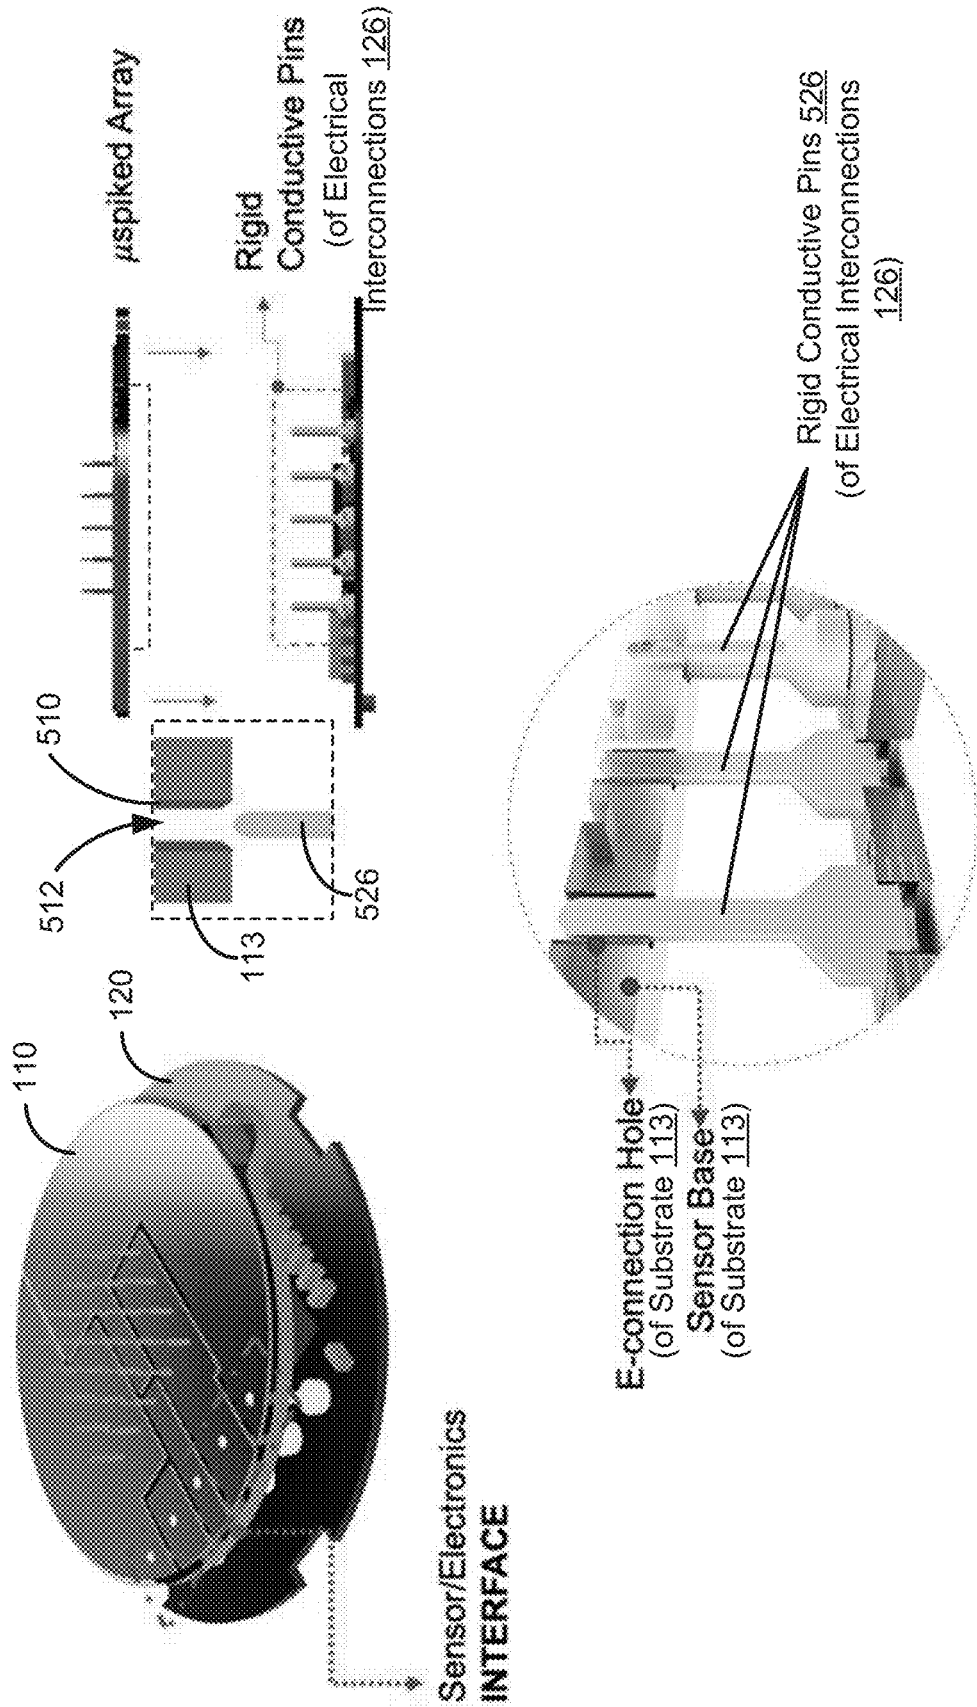 110
120
Sensor/Electronics
INTERFACE
512
510
113
526
μspiked Array
Rigid
Conductive Pins
(of Electrical
Interconnections 126)
E-connection Hole
(of Substrate 113)
Sensor Base
(of Substrate 113)
Rigid Conductive Pins 526
(of Electrical Interconnections
126)